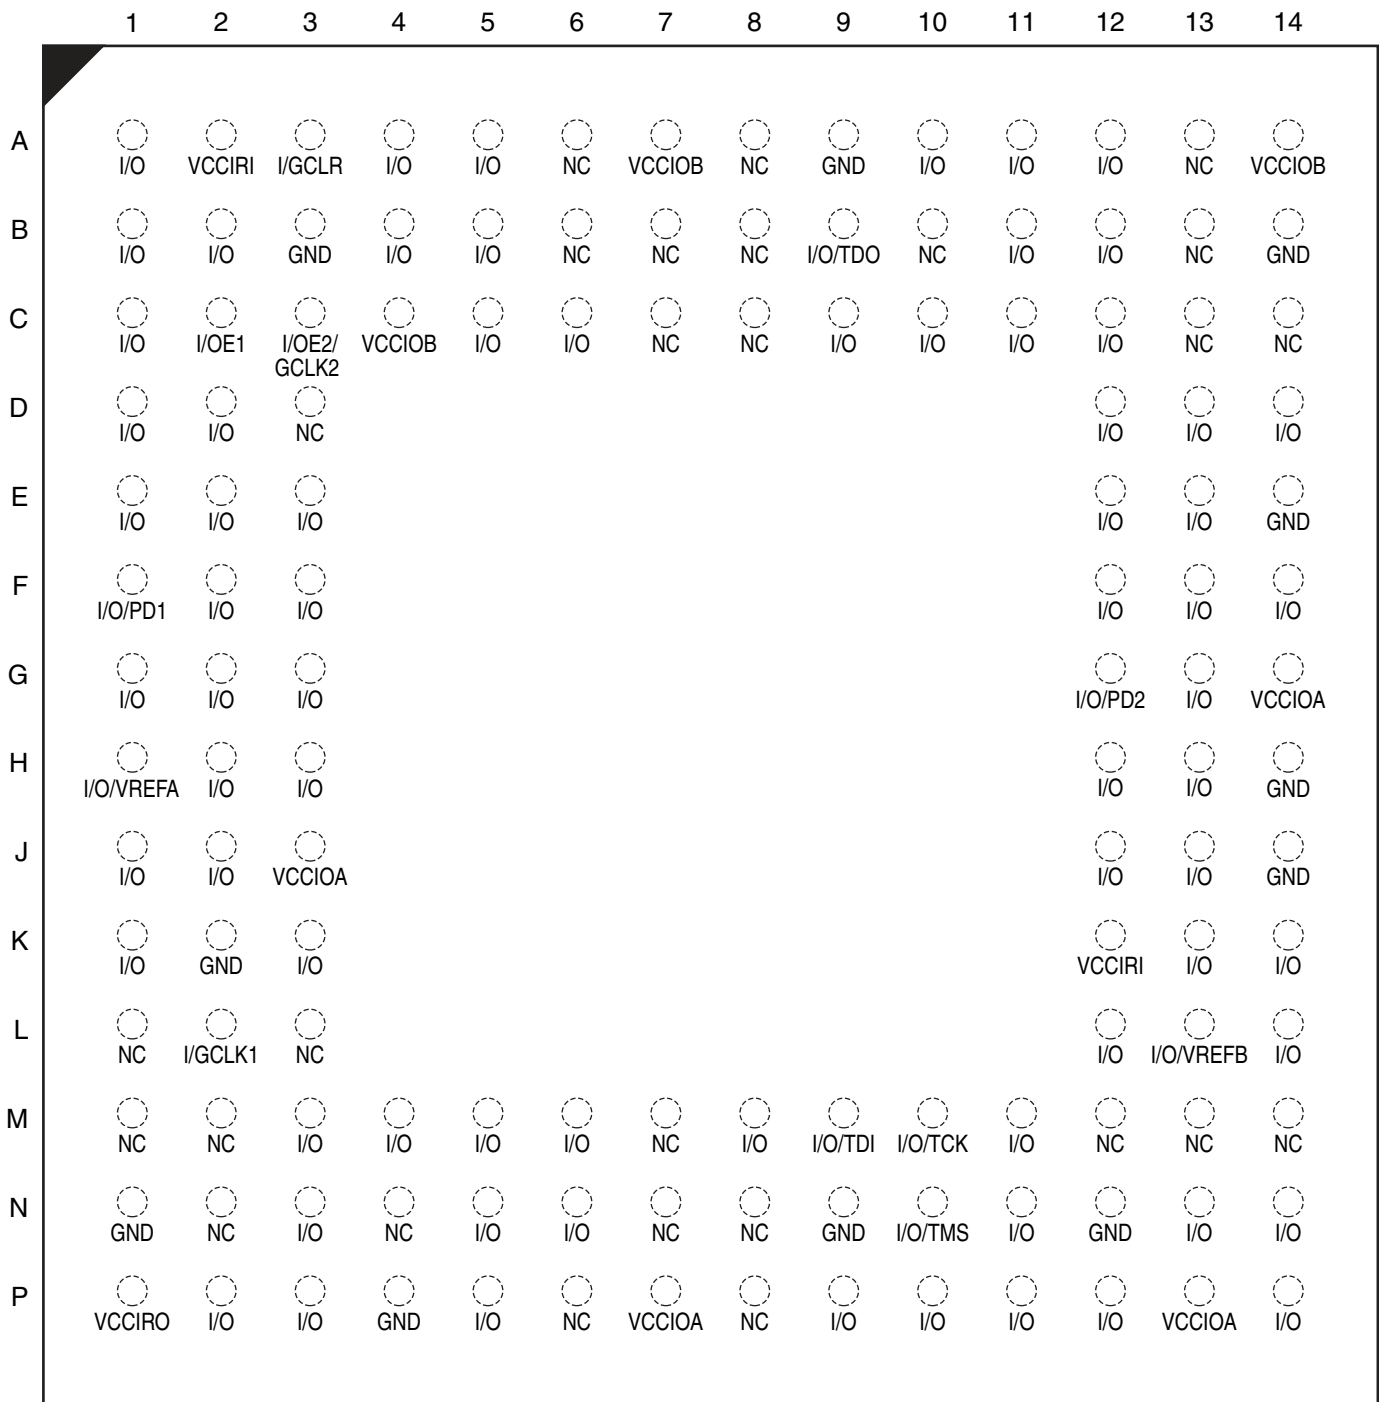 1 2 3 4 5 6 7 8 9 10 11 12 13 14
A
I/O VCCIRI I/GCLR I/O I/O NC VCCIOB NC GND I/O I/O I/O NC VCCIOB
B
I/O I/O GND I/O I/O NC NC NC I/O/TDO NC I/O I/O NC GND
C
I/O I/OE1 I/OE2/ VCCIOB I/O I/O NC NC I/O I/O I/O I/O NC NC
GCLK2
D
I/O I/O NC I/O I/O I/O
E
I/O I/O I/O I/O I/O GND
F
I/O/PD1 I/O I/O I/O I/O I/O
G
I/O I/O I/O I/O/PD2 I/O VCCIOA
H
I/O/VREFA I/O I/O I/O I/O GND
J
I/O I/O VCCIOA I/O I/O GND
K
I/O GND I/O VCCIRI I/O I/O
L
NC I/GCLK1 NC I/O I/O/VREFB I/O
M
NC NC I/O I/O I/O I/O NC I/O I/O/TDI I/O/TCK I/O NC NC NC
N
GND NC I/O NC I/O I/O NC NC GND I/O/TMS I/O GND I/O I/O
P
VCCIRO I/O I/O GND I/O NC VCCIOA NC I/O I/O I/O I/O VCCIOA I/O